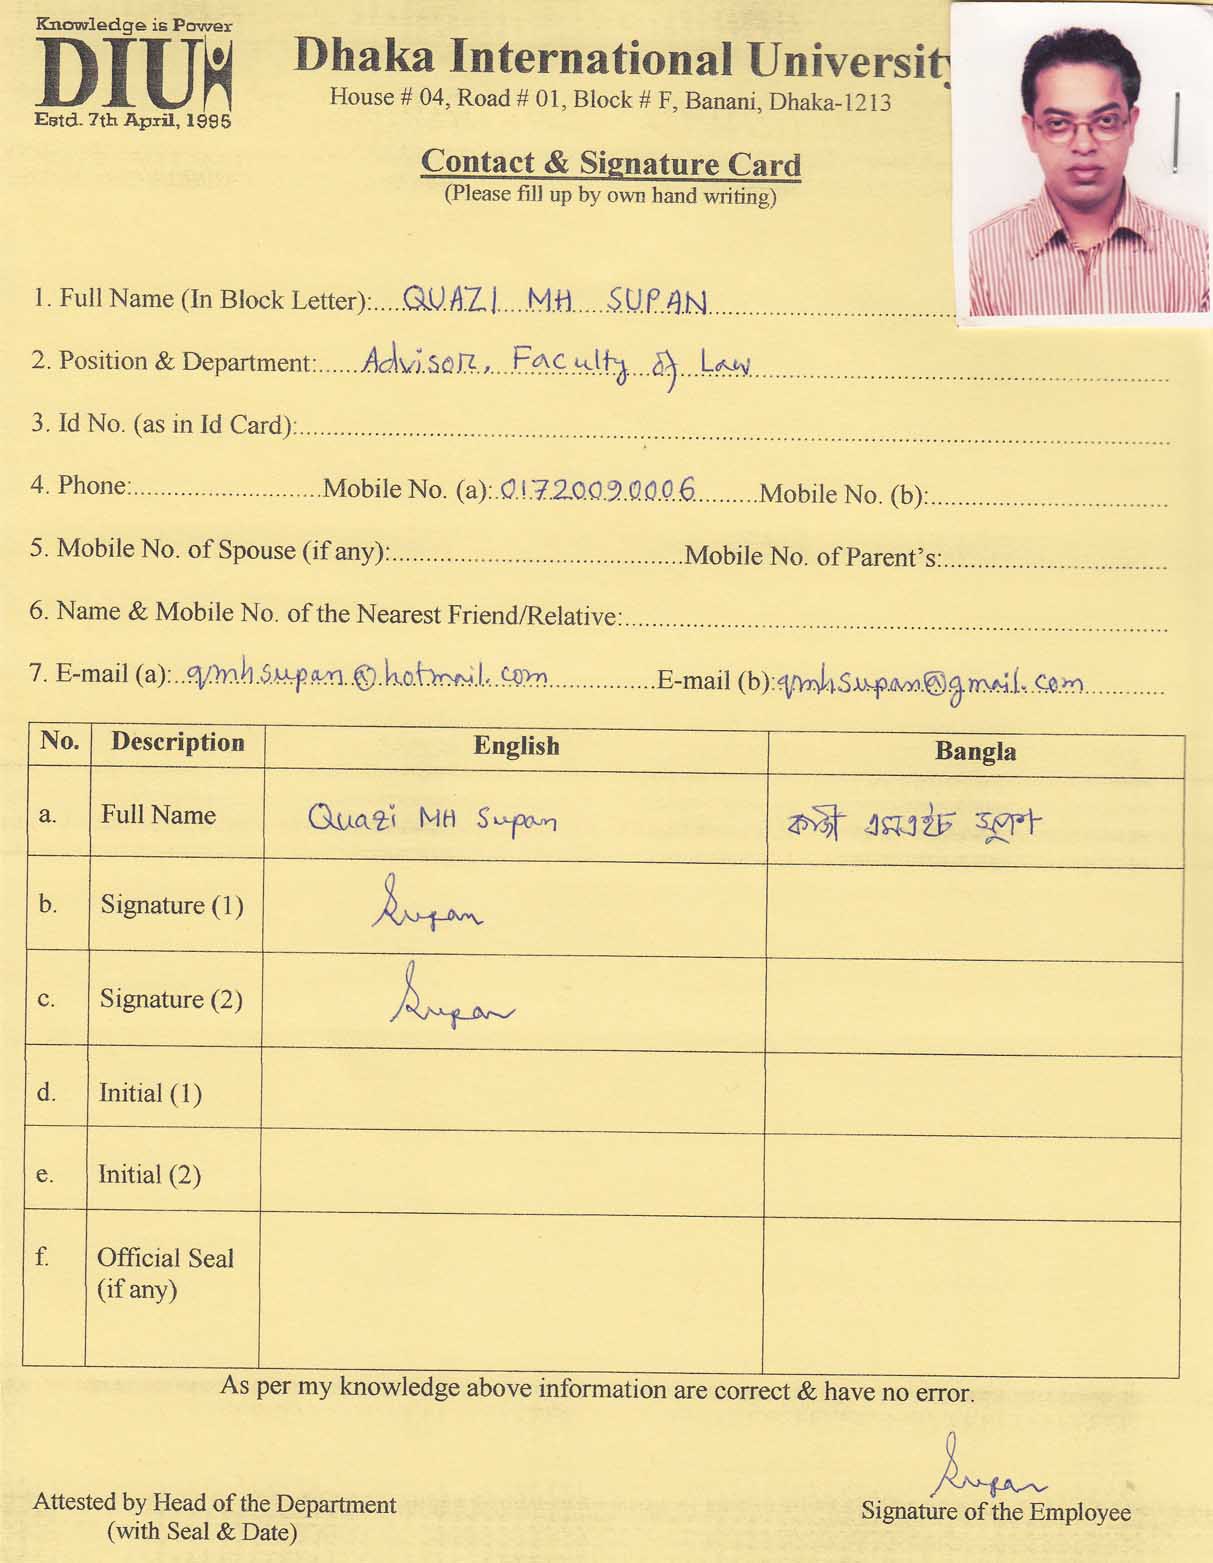 Knowledge is Power
DIU
Estd. 7th April, 1995
Dhaka International University
House # 04, Road # 01, Block # F, Banani, Dhaka-1213
Contact & Signature Card
(Please fill up by own hand writing)
1. Full Name (In Block Letter):....QUAZI MH SUPAN
2. Position & Department:.....Advisor, Faculty of Law
3. Id No. (as in Id Card):
4. Phone:..........Mobile No. (a): 01720090006..........Mobile No. (b):
5. Mobile No. of Spouse (if any):..........Mobile No. of Parent's:
6. Name & Mobile No. of the Nearest Friend/Relative:
7. E-mail (a): qmhsupan@hotmail.com..........E-mail (b): qmhsupan@gmail.com
No. Description English Bangla
a. Full Name Quazi MH Supan কাজী এমএইচ সুপণ
b. Signature (1) Supan
c. Signature (2) Supan
d. Initial (1)
e. Initial (2)
f. Official Seal
(if any)
As per my knowledge above information are correct & have no error.
Supan
Attested by Head of the Department Signature of the Employee
(with Seal & Date)